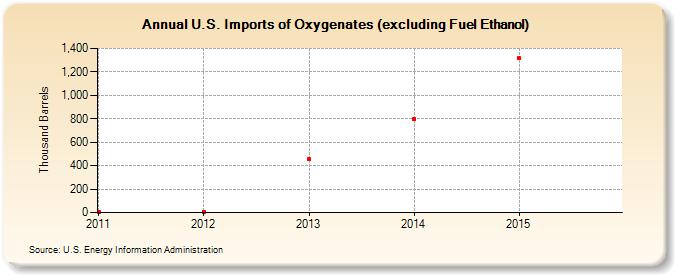 Annual U.S. Imports of Oxygenates (excluding Fuel Ethanol)
Thousand Barrels
1,400
1,200
1,000
800
600
400
200
0
2011 2012 2013 2014 2015
Source: U.S. Energy Information Administration